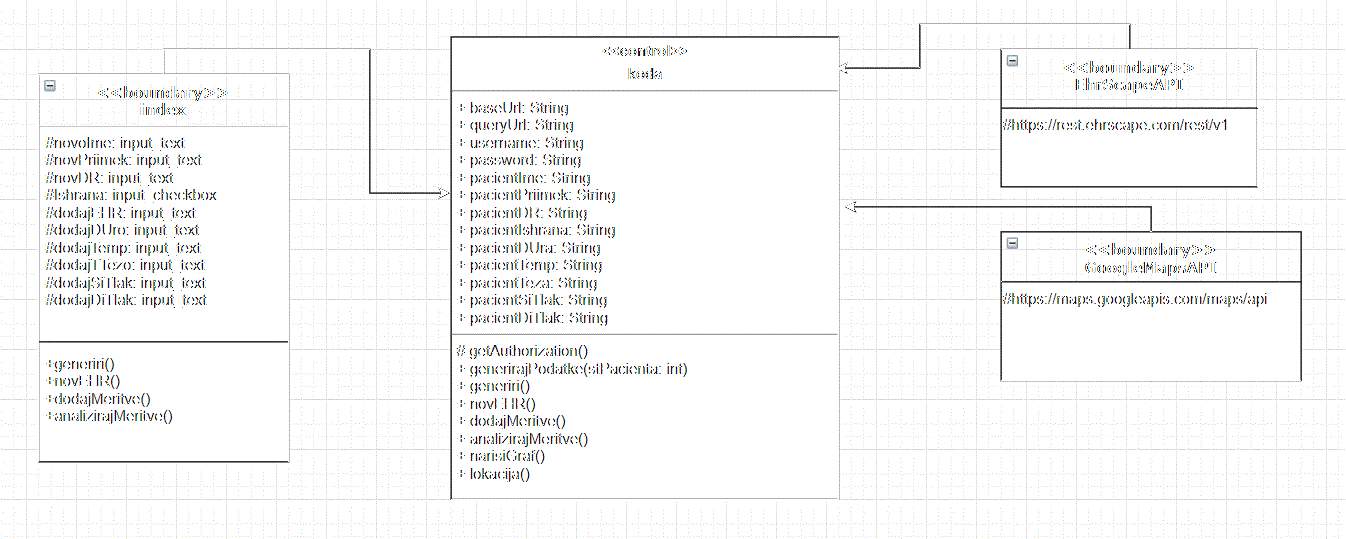 <<boundary>>
index
#novoIme: input_text
#novPriimek: input_text
#novDR: input_text
#Ishrana: input_checkbox
#dodajEHR: input_text
#dodajDUro: input_text
#dodajTemp: input_text
#dodajTTezo: input_text
#dodajSiTlak: input_text
#dodajDiTlak: input_text
+generiri()
+novEHR()
+dodajMeritve()
+analizirajMeritve()
<<control>>
koda
+ baseUrl: String
+ queryUrl: String
+ username: String
+ password: String
+ pacientIme: String
+ pacientPriimek: String
+ pacientDR: String
+ pacientIshrana: String
+ pacientDUra: String
+ pacientTemp: String
+ pacientTeza: String
+ pacientSiTlak: String
+ pacientDiTlak: String
# getAuthorization()
+ generirajPodatke(stPacienta: int)
+ generiri()
+ novEHR()
+ dodajMeritve()
+ analizirajMeritve()
+ narisiGraf()
+ lokacija()
<<boundary>>
EhrScapeAPI
#https://rest.ehrscape.com/rest/v1
<<boundary>>
GoogleMapsAPI
#https://maps.googleapis.com/maps/api